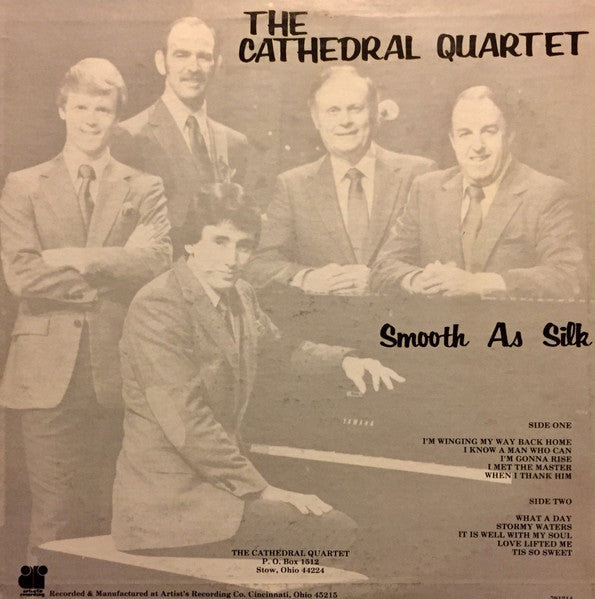 THE
CATHEDRAL QUARTET
Smooth As Silk
YAMAHA
SIDE ONE
I'M WINGING MY WAY BACK HOME
I KNOW A MAN WHO CAN
I'M GONNA RISE
I MET THE MASTER
WHEN I THANK HIM
SIDE TWO
WHAT A DAY
STORMY WATERS
IT IS WELL WITH MY SOUL
LOVE LIFTED ME
TIS SO SWEET
THE CATHEDRAL QUARTET
P. O. Box 1512
Stow, Ohio 44224
ar
artists
recording
Recorded & Manufactured at Artist's Recording Co. Cincinnati, Ohio 45215